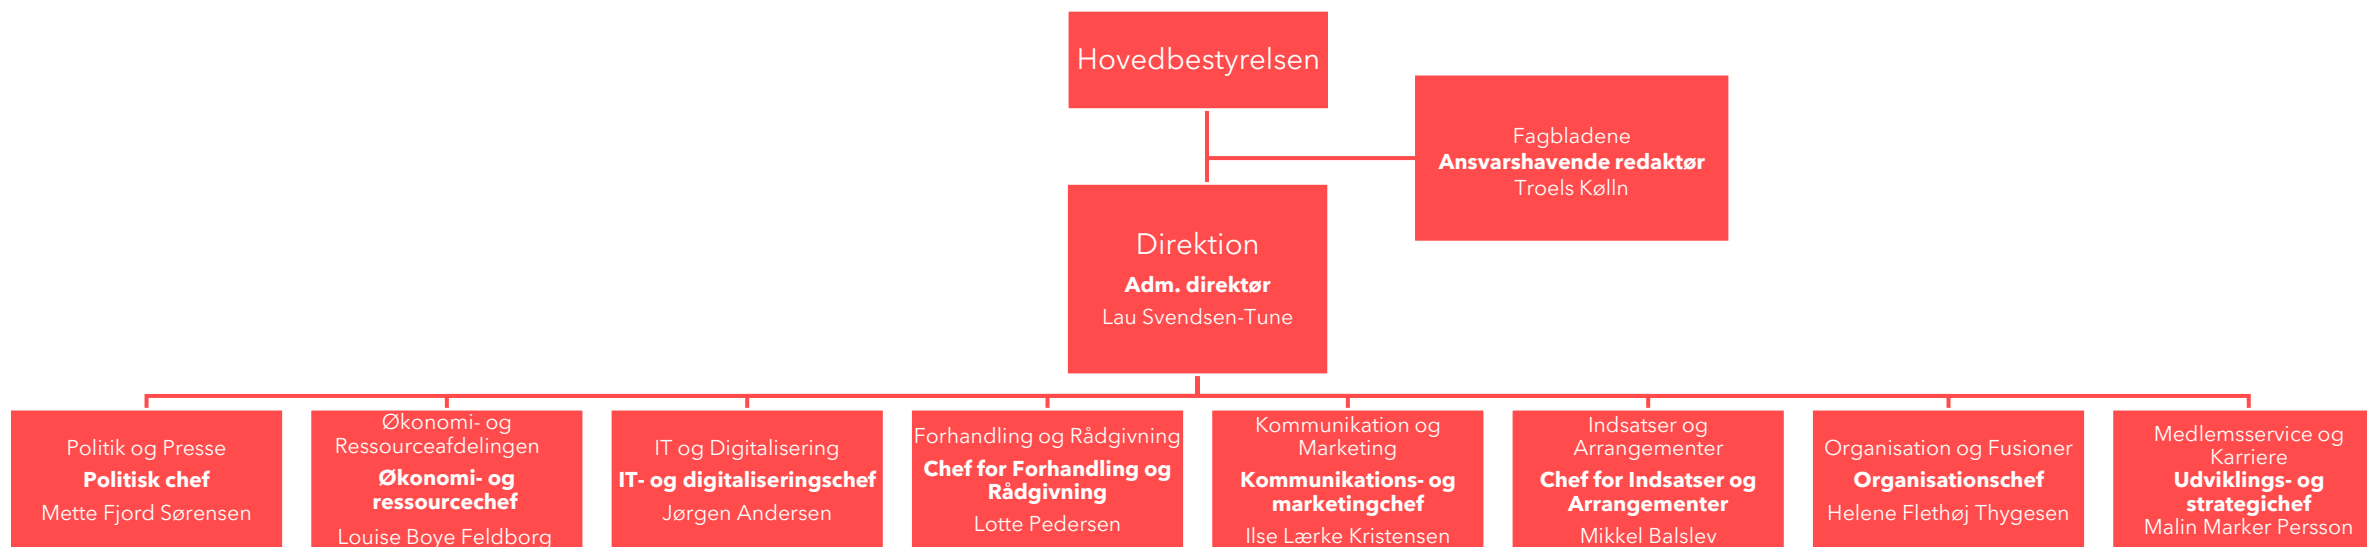 Hovedbestyrelsen
Fagbladene
Ansvarshavende redaktør
Troels Kølln
Direktion
Adm. direktør
Lau Svendsen-Tune
Politik og Presse
Politisk chef
Mette Fjord Sørensen
Økonomi- og
Ressourceafdelingen
Økonomi- og
ressourcechef
Louise Boye Feldborg
IT og Digitalisering
IT- og digitaliseringschef
Jørgen Andersen
Forhandling og Rådgivning
Chef for Forhandling og
Rådgivning
Lotte Pedersen
Kommunikation og
Marketing
Kommunikations- og
marketingchef
Ilse Lærke Kristensen
Indsatser og
Arrangementer
Chef for Indsatser og
Arrangementer
Mikkel Balslev
Organisation og Fusioner
Organisationschef
Helene Flethøj Thygesen
Medlemsservice og
Karriere
Udviklings- og
strategichef
Malin Marker Persson